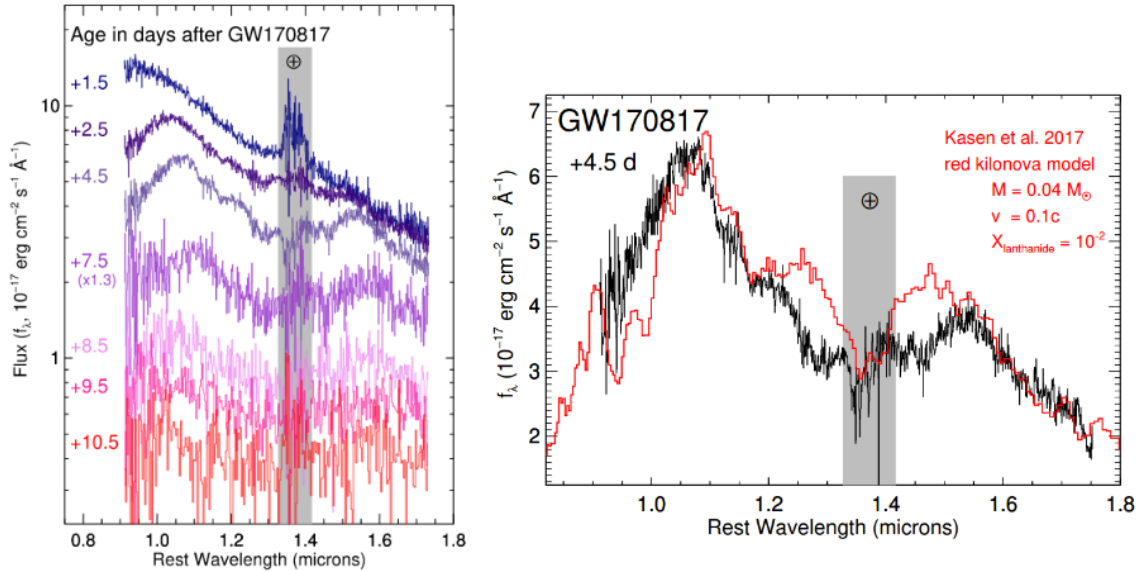 Age in days after GW170817
⊕
+1.5
10
+2.5
+4.5
+7.5
(x1.3)
1
+8.5
+9.5
+10.5
Flux (fλ, 10⁻¹⁷ erg cm⁻² s⁻¹ Å⁻¹)
0.8 1.0 1.2 1.4 1.6 1.8
Rest Wavelength (microns)
GW170817
+4.5 d
⊕
Kasen et al. 2017
red kilonova model
M = 0.04 M☉
v = 0.1c
Xlanthanide = 10⁻²
7
6
5
4
3
2
fλ (10⁻¹⁷ erg cm⁻² s⁻¹ Å⁻¹)
1.0 1.2 1.4 1.6 1.8
Rest Wavelength (microns)